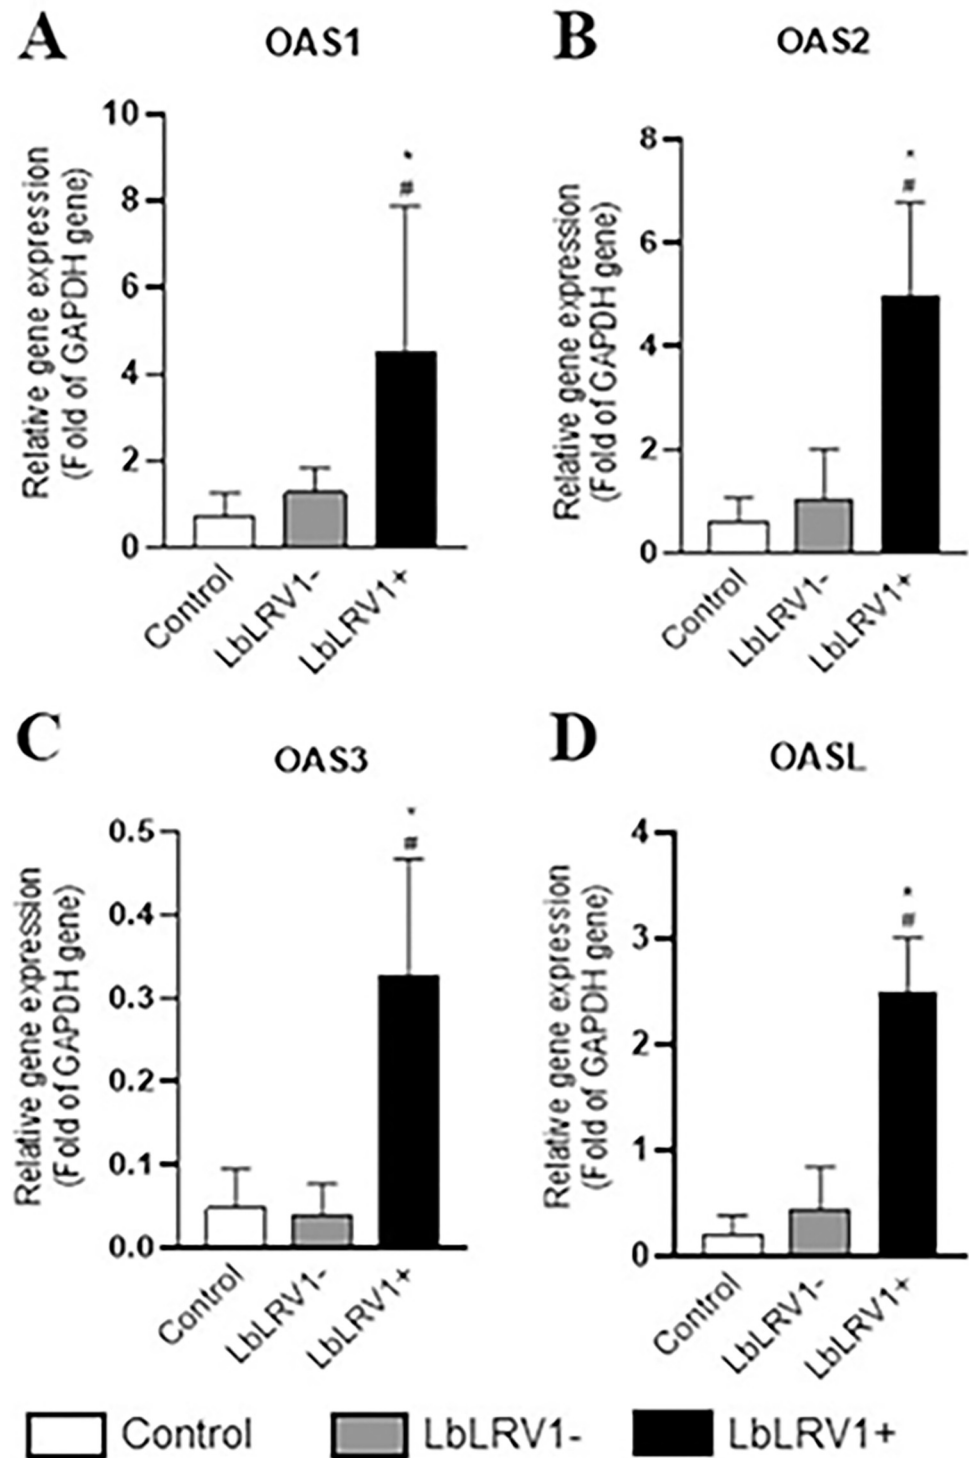 A
OAS1
Relative gene expression
(Fold of GAPDH gene)
10
8
6
4
2
0
*
#
Control
LbLRV1-
LbLRV1+
B
OAS2
Relative gene expression
(Fold of GAPDH gene)
8
6
4
2
0
*
#
Control
LbLRV1-
LbLRV1+
C
OAS3
Relative gene expression
(Fold of GAPDH gene)
0.5
0.4
0.3
0.2
0.1
0.0
*
#
Control
LbLRV1-
LbLRV1+
D
OASL
Relative gene expression
(Fold of GAPDH gene)
4
3
2
1
0
*
#
Control
LbLRV1-
LbLRV1+
Control LbLRV1- LbLRV1+